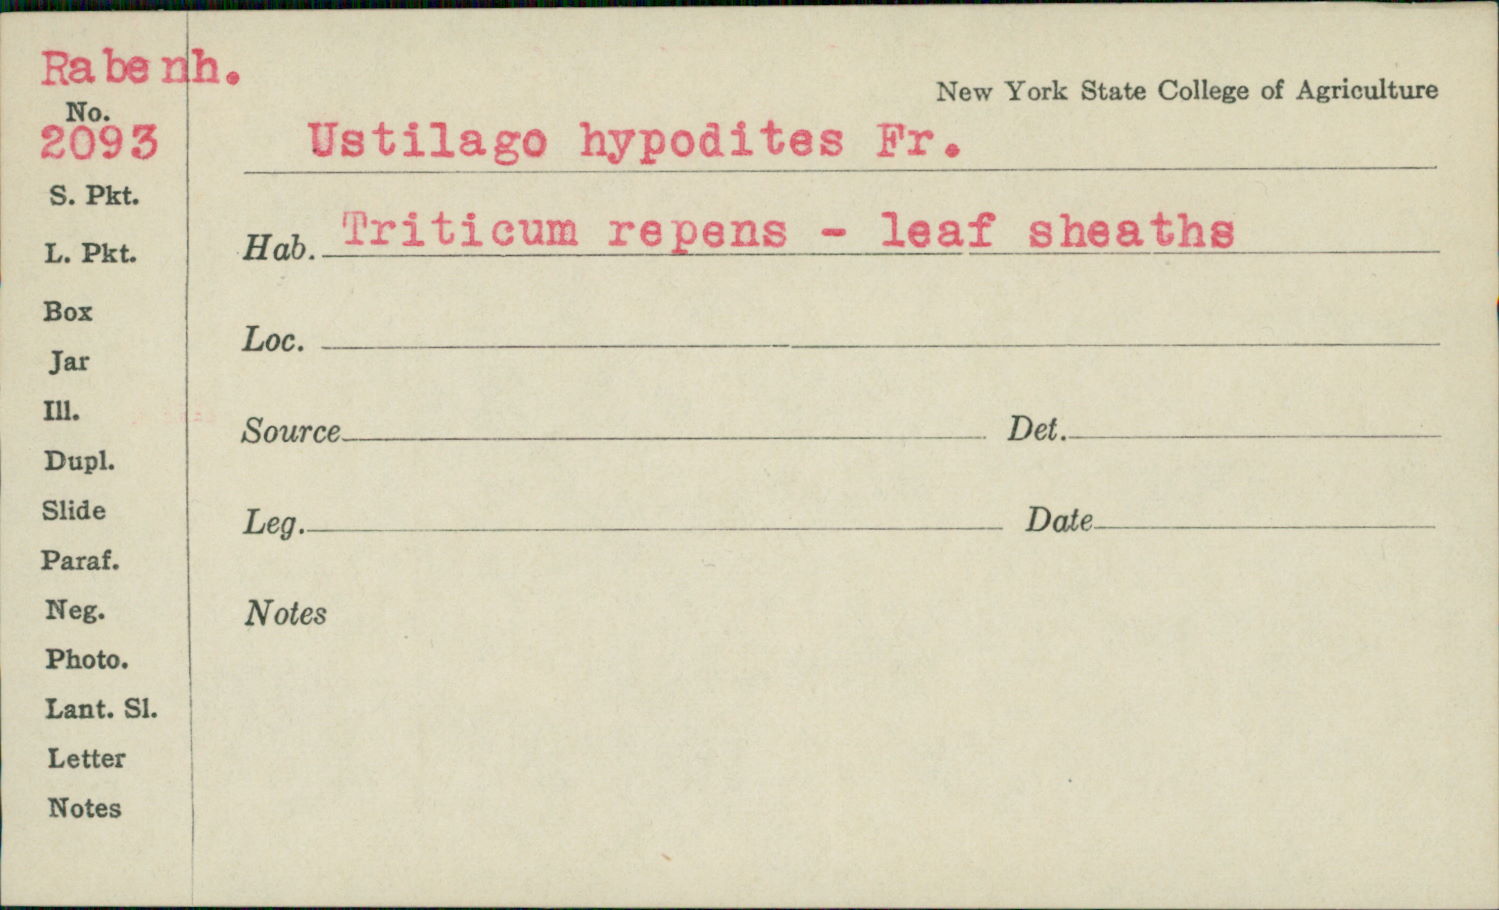 Rabenh.
New York State College of Agriculture
No.
2093
Ustilago hypodites Fr.
S. Pkt.
Hab. Triticum repens - leaf sheaths
L. Pkt.
Box
Loc.
Jar
Ill.
Source Det.
Dupl.
Slide
Leg. Date
Paraf.
Neg.
Notes
Photo.
Lant. Sl.
Letter
Notes